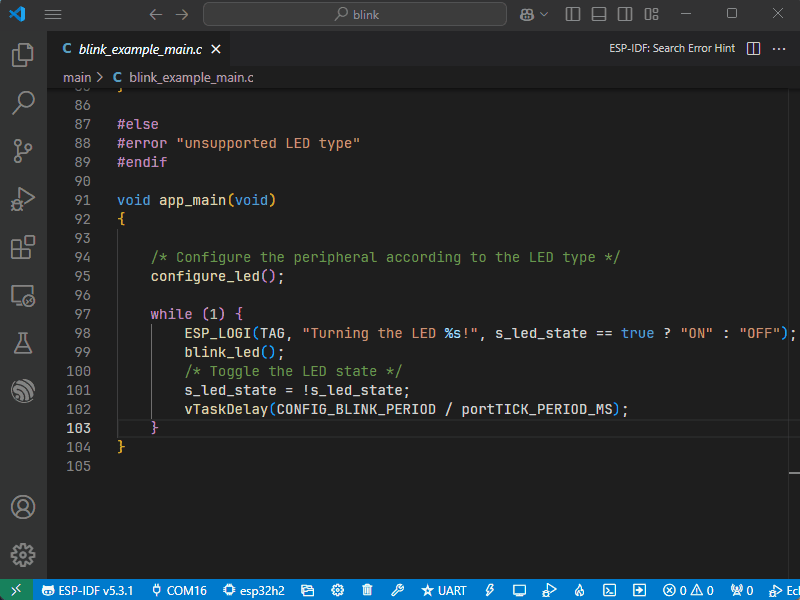 blink
blink_example_main.c
ESP-IDF: Search Error Hint
main > blink_example_main.c
85 }
86
87 #else
88 #error "unsupported LED type"
89 #endif
90
91 void app_main(void)
92 {
93
94 /* Configure the peripheral according to the LED type */
95 configure_led();
96
97 while (1) {
98 ESP_LOGI(TAG, "Turning the LED %s!", s_led_state == true ? "ON" : "OFF");
99 blink_led();
100 /* Toggle the LED state */
101 s_led_state = !s_led_state;
102 vTaskDelay(CONFIG_BLINK_PERIOD / portTICK_PERIOD_MS);
103 }
104 }
105
ESP-IDF v5.3.1 COM16 esp32h2 UART 0 0 0